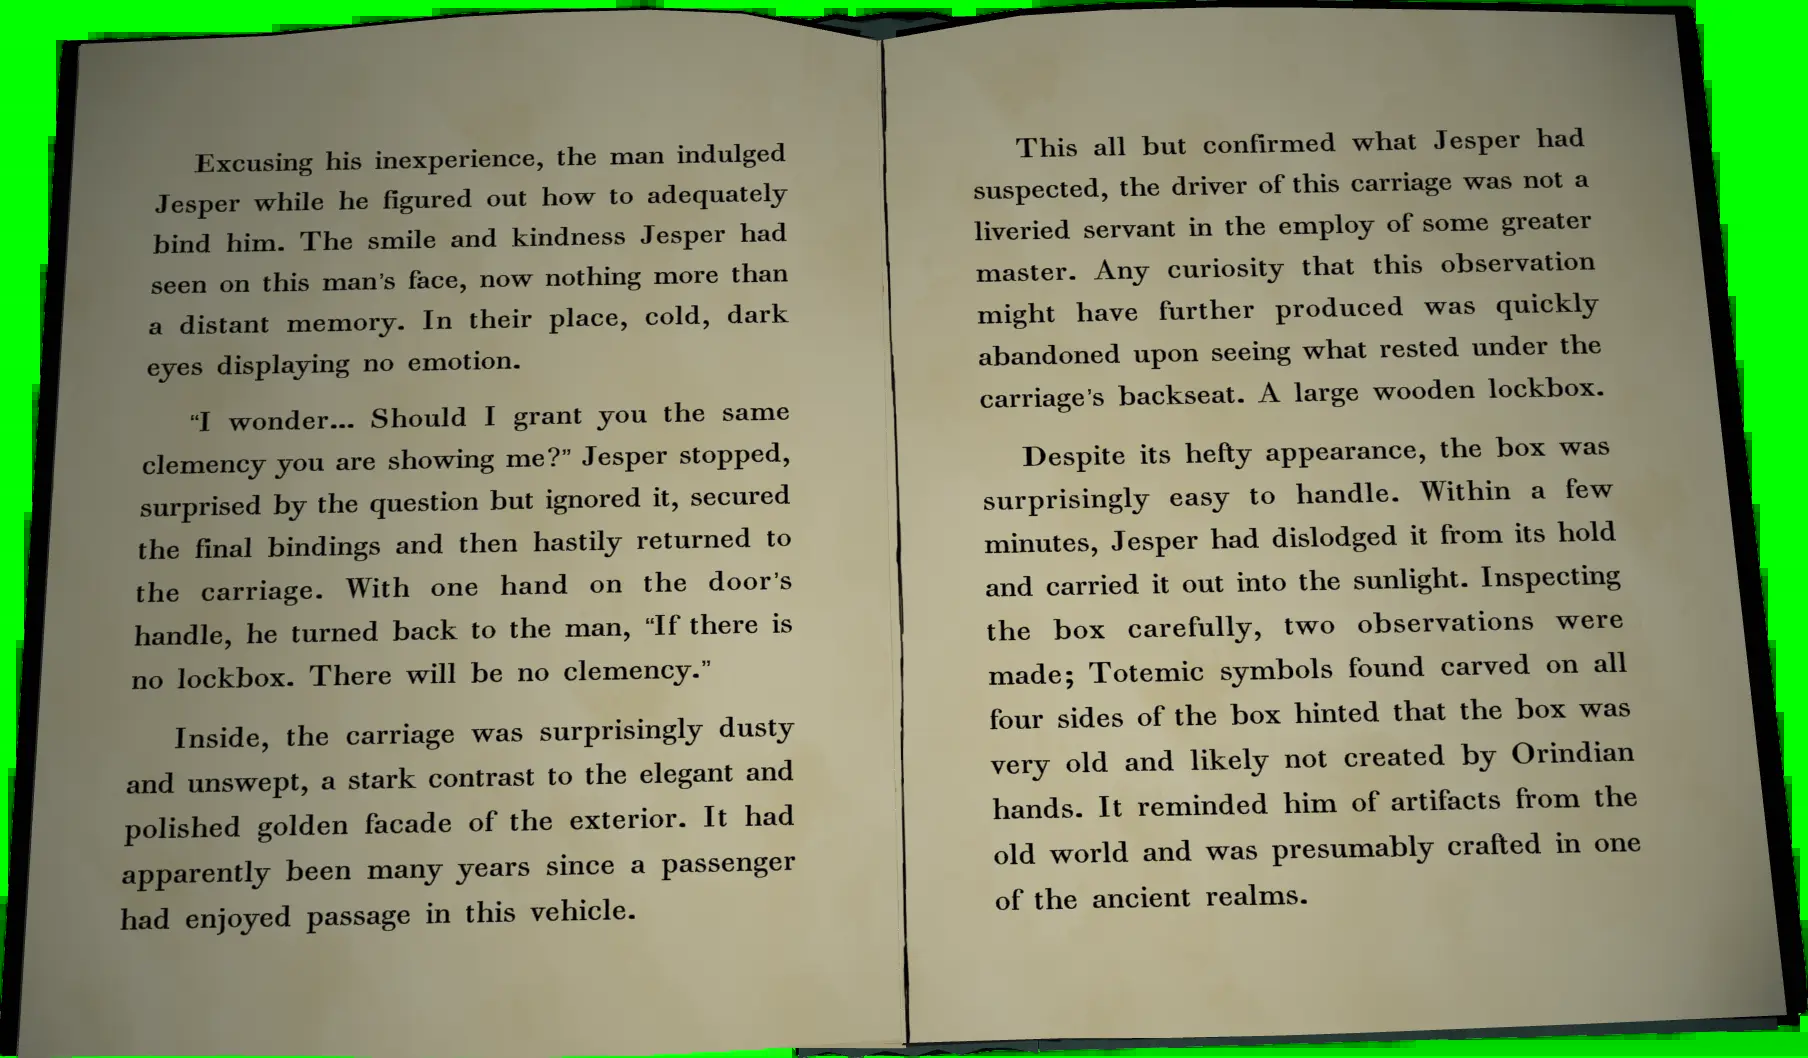 Excusing his inexperience, the man indulged
Jesper while he figured out how to adequately
bind him. The smile and kindness Jesper had
seen on this man's face, now nothing more than
a distant memory. In their place, cold, dark
eyes displaying no emotion.
“I wonder... Should I grant you the same
clemency you are showing me?” Jesper stopped,
surprised by the question but ignored it, secured
the final bindings and then hastily returned to
the carriage. With one hand on the door's
handle, he turned back to the man, “If there is
no lockbox. There will be no clemency.”
Inside, the carriage was surprisingly dusty
and unswept, a stark contrast to the elegant and
polished golden facade of the exterior. It had
apparently been many years since a passenger
had enjoyed passage in this vehicle.
This all but confirmed what Jesper had
suspected, the driver of this carriage was not a
liveried servant in the employ of some greater
master. Any curiosity that this observation
might have further produced was quickly
abandoned upon seeing what rested under the
carriage's backseat. A large wooden lockbox.
Despite its hefty appearance, the box was
surprisingly easy to handle. Within a few
minutes, Jesper had dislodged it from its hold
and carried it out into the sunlight. Inspecting
the box carefully, two observations were
made; Totemic symbols found carved on all
four sides of the box hinted that the box was
very old and likely not created by Orindian
hands. It reminded him of artifacts from the
old world and was presumably crafted in one
of the ancient realms.